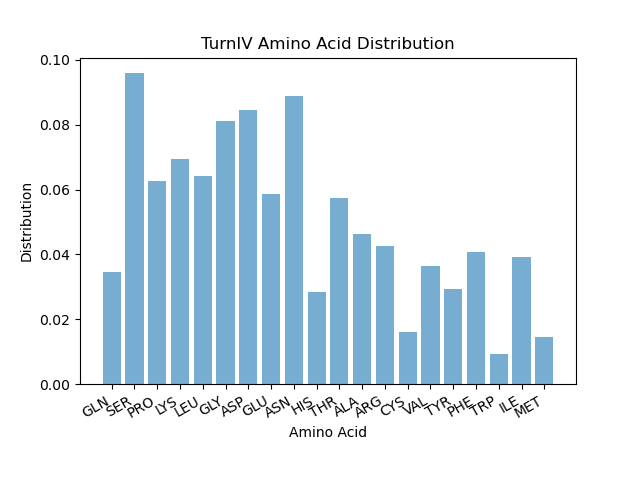 TurnIV Amino Acid Distribution
0.10
0.08
0.06
0.04
0.02
0.00
Distribution
GLN SER PRO LYS LEU GLY ASP GLU ASN HIS THR ALA ARG CYS VAL TYR PHE TRP ILE MET
Amino Acid